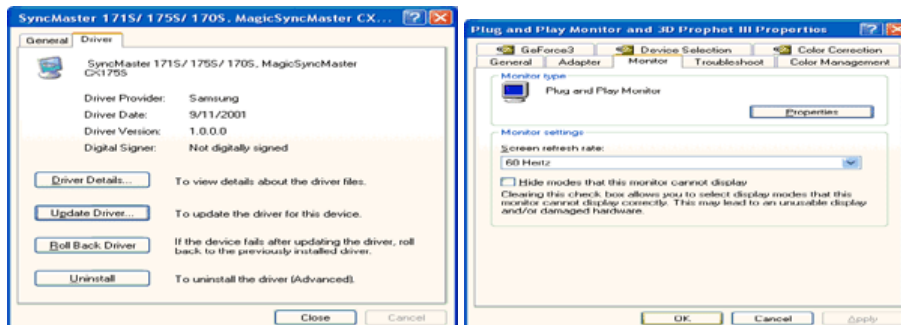 SyncMaster 171S/ 175S/ 170S, MagicSyncMaster CX...
General
Driver
SyncMaster 171S/ 175S/ 170S, MagicSyncMaster
CX175S
Driver Provider: Samsung
Driver Date: 9/11/2001
Driver Version: 1.0.0.0
Digital Signer: Not digitally signed
Driver Details... To view details about the driver files.
Update Driver... To update the driver for this device.
Roll Back Driver If the device fails after updating the driver, roll
back to the previously installed driver.
Uninstall To uninstall the driver (Advanced).
Close Cancel
Plug and Play Monitor and 3D Prophet III Properties
GeForce3 Device Selection Color Correction
General Adapter Monitor Troubleshoot Color Management
Monitor type
Plug and Play Monitor
Properties
Monitor settings
Screen refresh rate:
60 Hertz
Hide modes that this monitor cannot display
Clearing this check box allows you to select display modes that this
monitor cannot display correctly. This may lead to an unusable display
and/or damaged hardware.
OK Cancel Apply